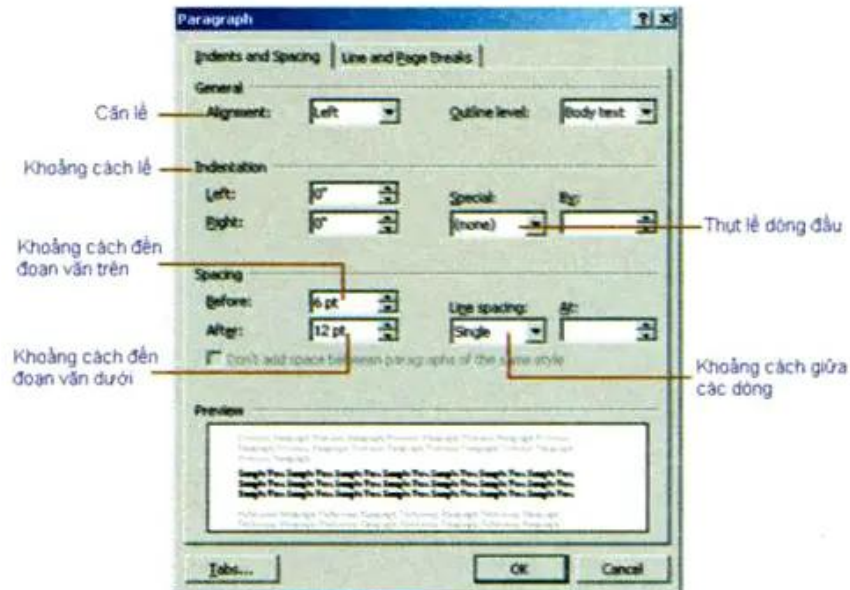 Paragraph
Indents and Spacing
Line and Page Breaks
General
Căn lề
Alignment:
Left
Outline level:
Body text
Khoảng cách lề
Indentation
Left:
0"
Special:
By:
Right:
0"
(none)
Thụt lề dòng đầu
Khoảng cách đến
đoạn văn trên
Spacing
Before:
6 pt
Line spacing:
At:
After:
12 pt
Single
Khoảng cách đến
đoạn văn dưới
Don't add space between paragraphs of the same style
Khoảng cách giữa
các dòng
Preview
Tabs...
OK
Cancel